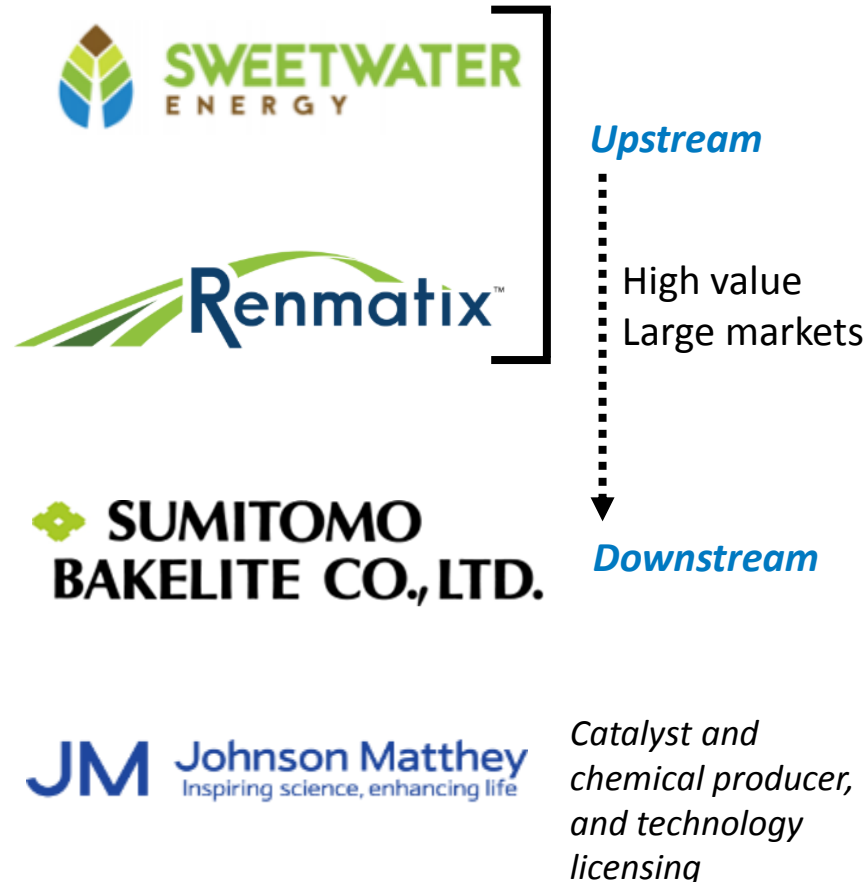 SWEETWATER
ENERGY
Upstream
Renmatix™
High value
Large markets
SUMITOMO
BAKELITE CO., LTD.
Downstream
JM Johnson Matthey
Inspiring science, enhancing life
Catalyst and
chemical producer,
and technology
licensing